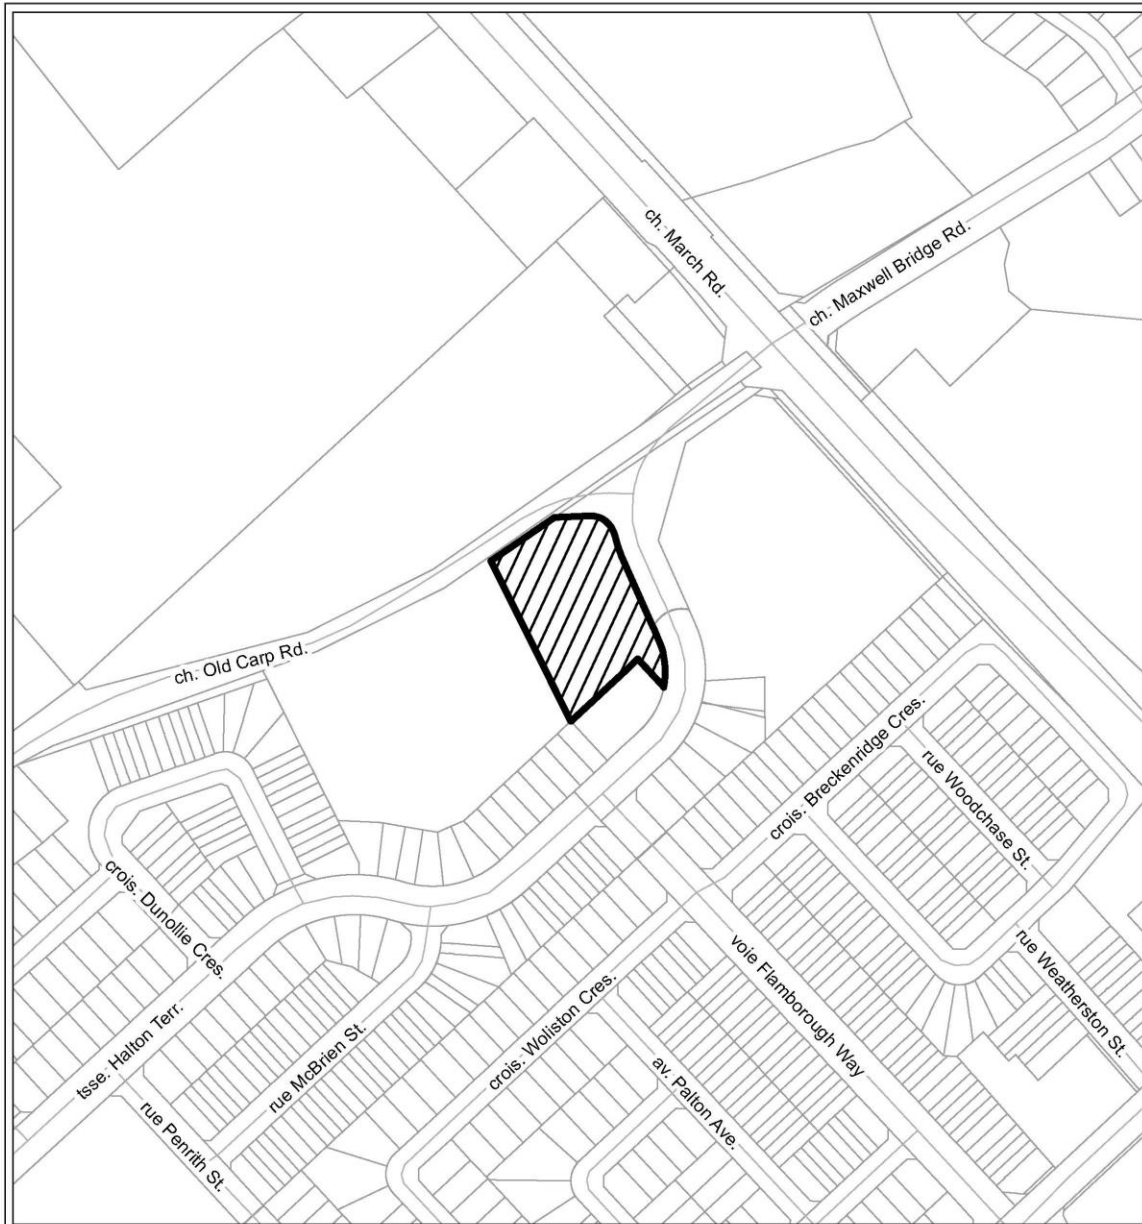 ch. March Rd.
ch. Maxwell Bridge Rd.
ch. Old Carp Rd.
crois. Breckenridge Cres.
rue Woodchase St.
crois. Dunollie Cres.
voie Flamborough Way
rue Weatherston St.
tsse. Halton Terr.
rue McBrien St.
crois. Woliston Cres.
av. Palton Ave.
rue Penrith St.